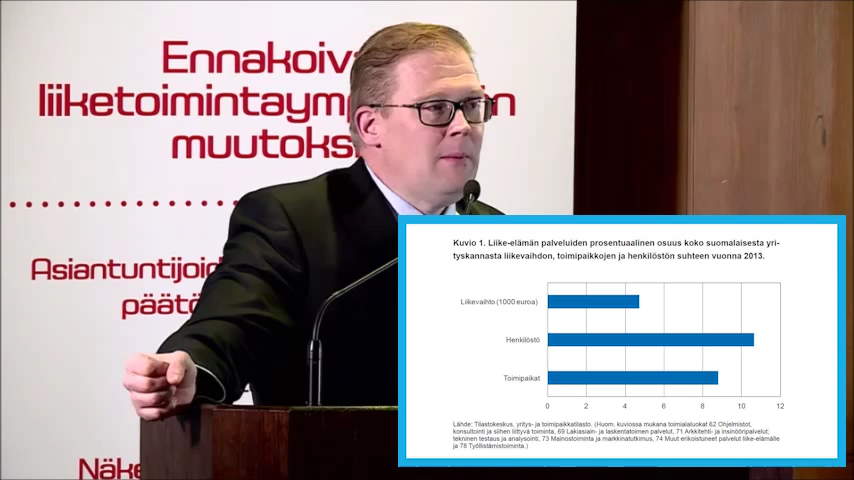 Ennakoiva
liiketoimintaym
muutoks
Asiantuntijoid
päätö
Näke
Kuvio 1. Liike-elämän palveluiden prosentuaalinen osuus koko suomalaisesta yri-
tyskannasta liikevaihdon, toimipaikkojen ja henkilöstön suhteen vuonna 2013.
Liikevaihto (1000 euroa)
Henkilöstö
Toimipaikat
0 2 4 6 8 10 12
Lähde: Tilastokeskus, yritys- ja toimipaikkatilasto. (Huom. kuviossa mukana toimialaluokat 62 Ohjelmistot,
konsultointi ja siihen liittyvä toiminta, 69 Lakiasiain- ja laskentatoimen palvelut, 71 Arkkitehti- ja insinööripalvelut;
tekninen testaus ja analysointi, 73 Mainostoiminta ja markkinatutkimus, 74 Muut erikoistuneet palvelut liike-elämälle
ja 78 Työllistämistoiminta.)